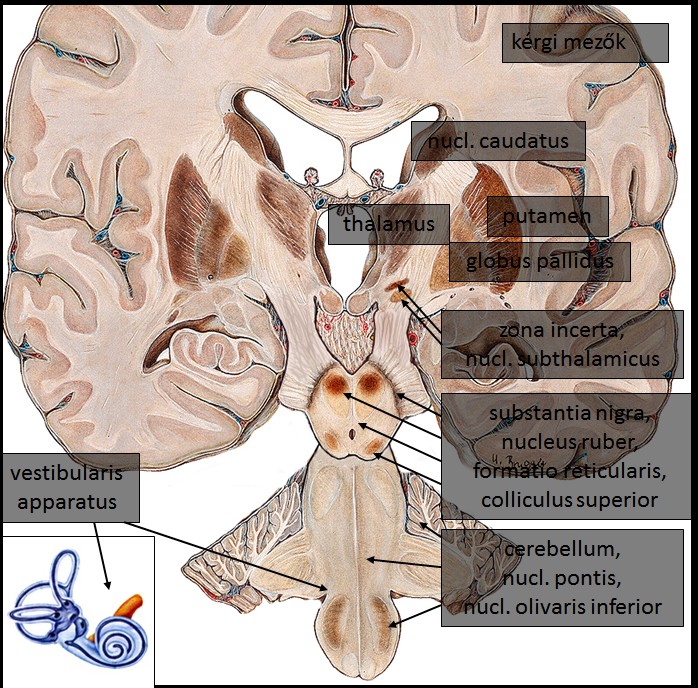 kérgi mezők
nucl. caudatus
thalamus
putamen
globus pallidus
zona incerta,
nucl. subthalamicus
substantia nigra,
nucleus ruber,
formatio reticularis,
colliculus superior
vestibularis
apparatus
cerebellum,
nucl. pontis,
nucl. olivaris inferior